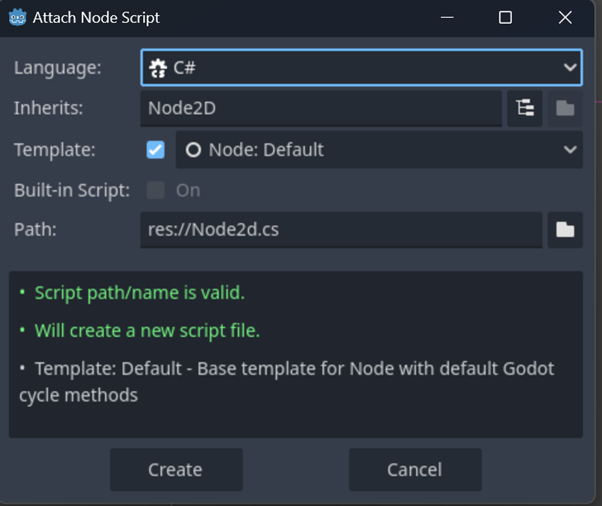 Attach Node Script
Language: C#
Inherits: Node2D
Template: Node: Default
Built-in Script: On
Path: res://Node2d.cs
• Script path/name is valid.
• Will create a new script file.
• Template: Default - Base template for Node with default Godot
cycle methods
Create Cancel